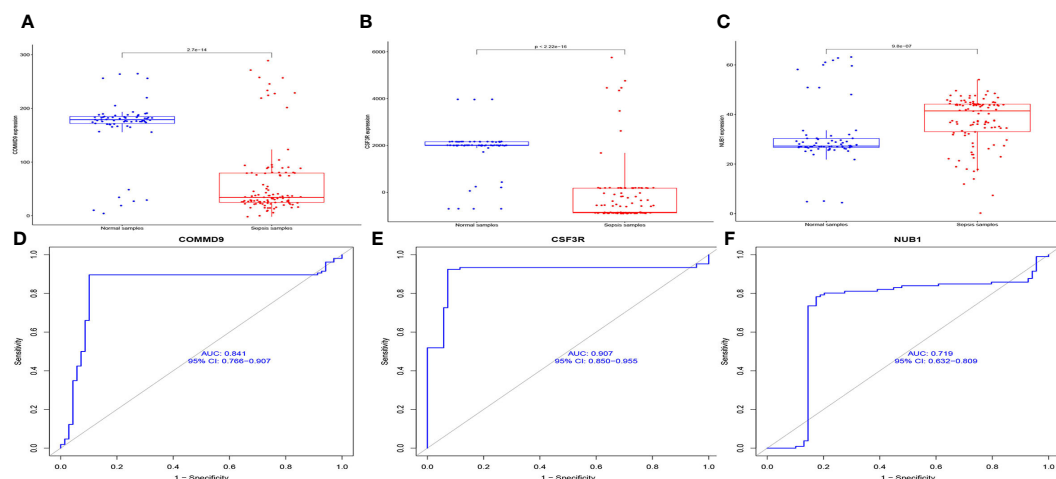 A
B
C
2.7e-14
p < 2.22e-16
COMMD9 expression
300
200
100
0
CSF3R expression
6000
4000
2000
0
NUB1 expression
60
40
20
0
Normal samples
Sepsis samples
Normal samples
Sepsis samples
Normal samples
Sepsis samples
D
COMMD9
E
CSF3R
F
NUB1
Sensitivity
1.0
0.8
0.6
0.4
0.2
0.0
AUC: 0.841
95% CI: 0.766-0.907
0.0
0.2
0.4
0.6
0.8
1.0
1 - Specificity
Sensitivity
1.0
0.8
0.6
0.4
0.2
0.0
AUC: 0.907
95% CI: 0.850-0.955
0.0
0.2
0.4
0.6
0.8
1.0
1 - Specificity
Sensitivity
1.0
0.8
0.6
0.4
0.2
0.0
AUC: 0.719
95% CI: 0.632-0.809
0.0
0.2
0.4
0.6
0.8
1.0
1 - Specificity